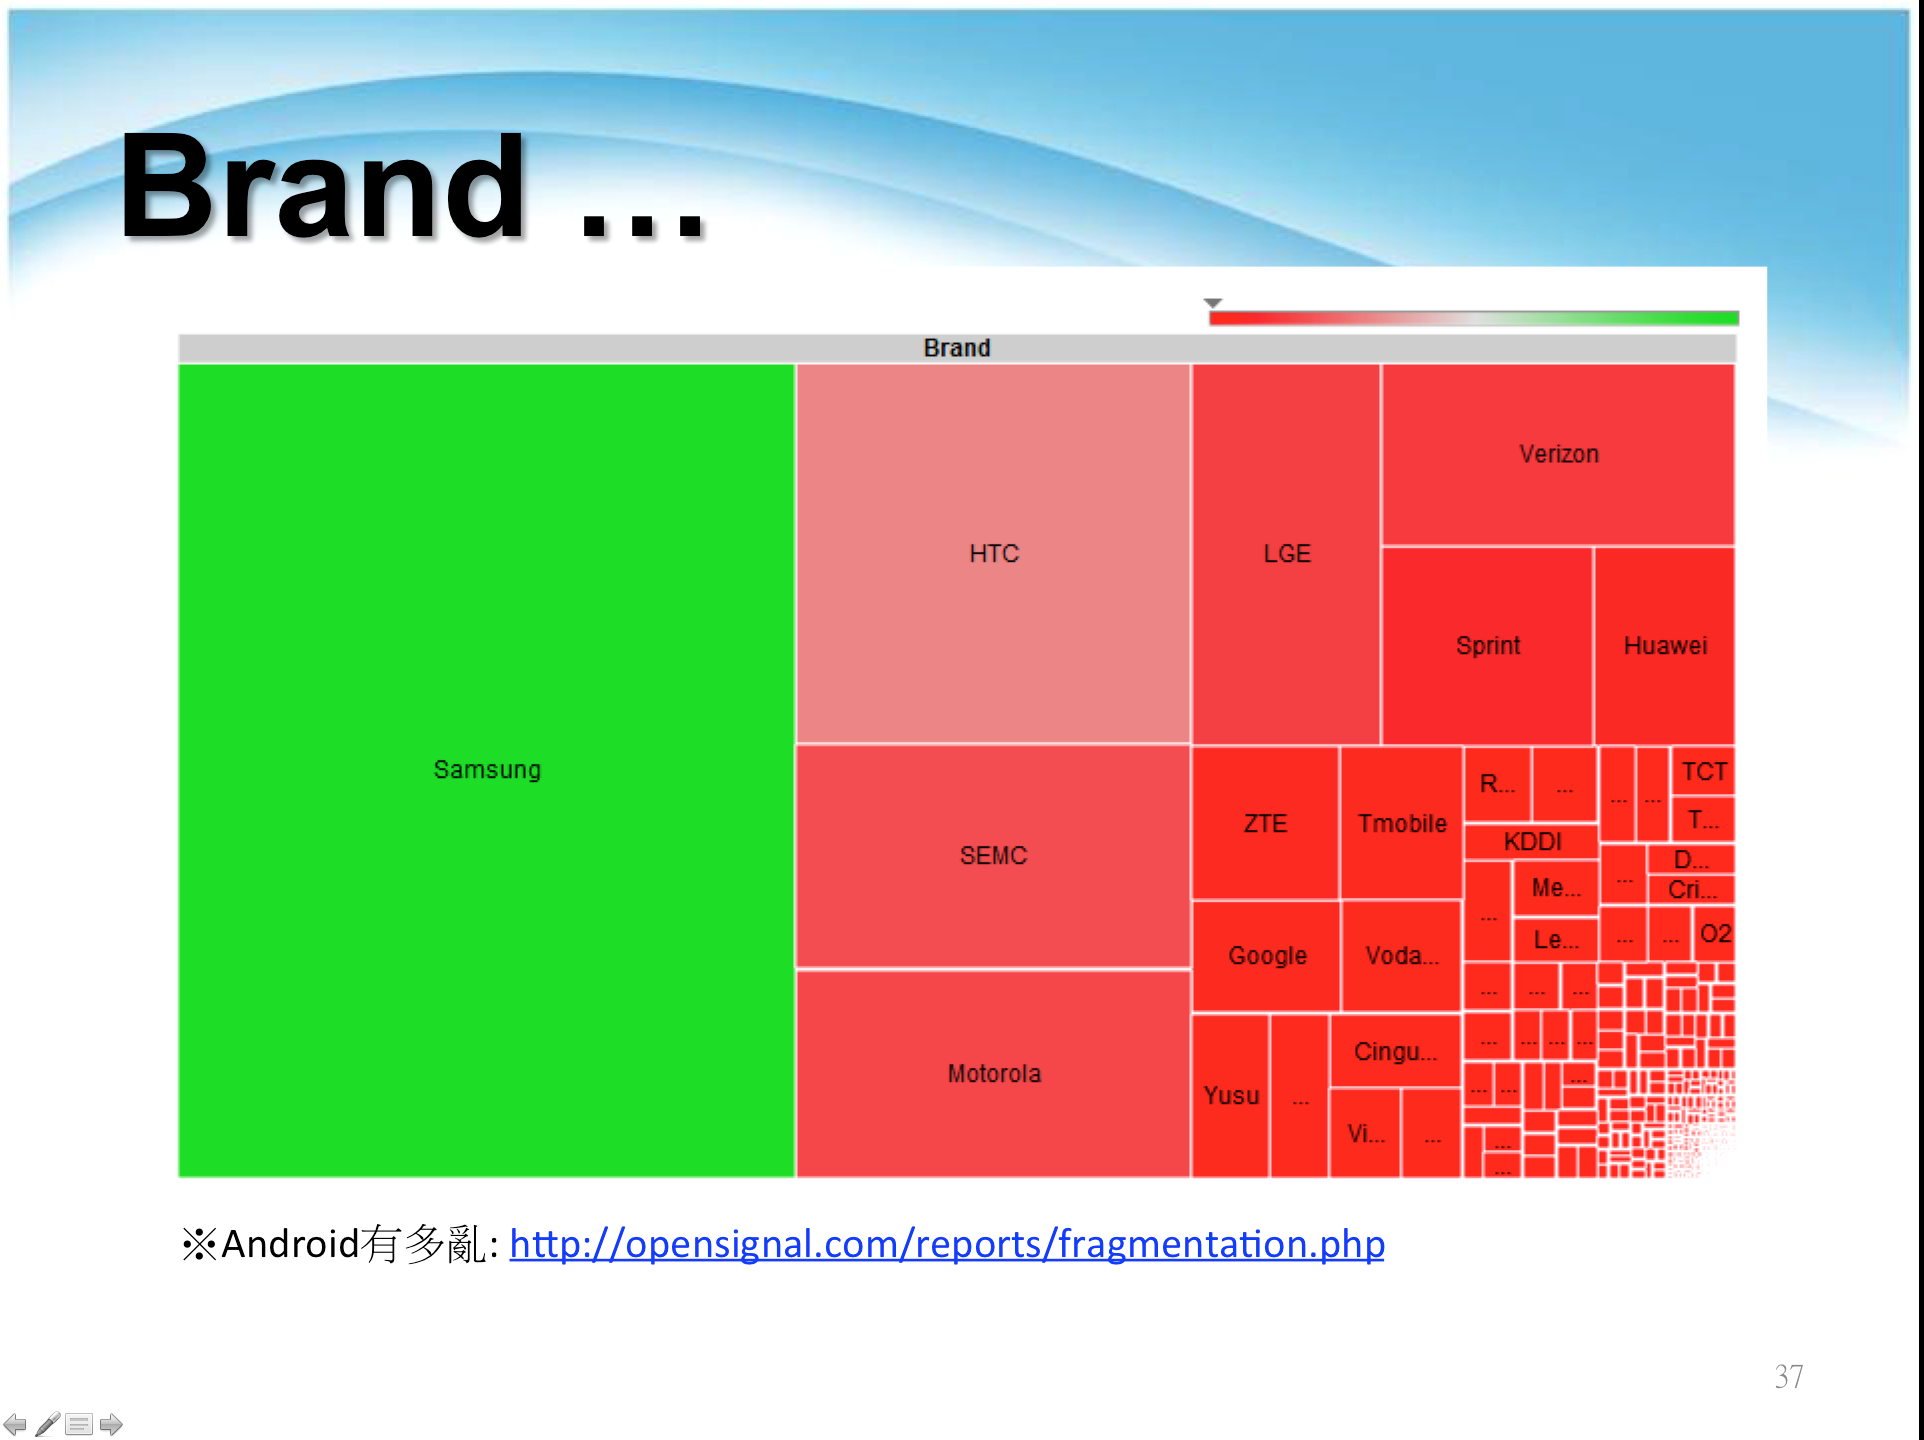 Brand ...
Brand
Samsung
HTC
LGE
Verizon
Sprint
Huawei
SEMC
Motorola
ZTE
Tmobile
Google
Voda...
Yusu
...
Cingu...
Vi...
...
R...
...
KDDI
...
Me...
Le...
...
...
TCT
T...
...
D...
Cri...
...
...
O2
...
...
...
...
...
...
...
...
...
...
...
...
※Android有多亂: http://opensignal.com/reports/fragmentation.php
37